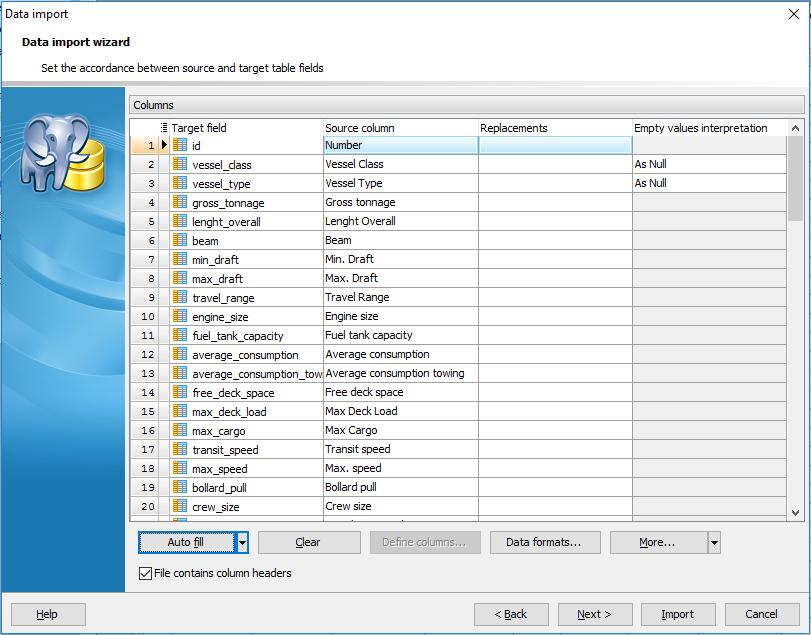 Data import
Data import wizard
Set the accordance between source and target table fields
Columns
Target field Source column Replacements Empty values interpretation
1 id Number
2 vessel_class Vessel Class As Null
3 vessel_type Vessel Type As Null
4 gross_tonnage Gross tonnage
5 lenght_overall Lenght Overall
6 beam Beam
7 min_draft Min. Draft
8 max_draft Max. Draft
9 travel_range Travel Range
10 engine_size Engine size
11 fuel_tank_capacity Fuel tank capacity
12 average_consumption Average consumption
13 average_consumption_tow Average consumption towing
14 free_deck_space Free deck space
15 max_deck_load Max Deck Load
16 max_cargo Max Cargo
17 transit_speed Transit speed
18 max_speed Max. speed
19 bollard_pull Bollard pull
20 crew_size Crew size
Auto fill Clear Define columns... Data formats... More...
File contains column headers
Help < Back Next > Import Cancel